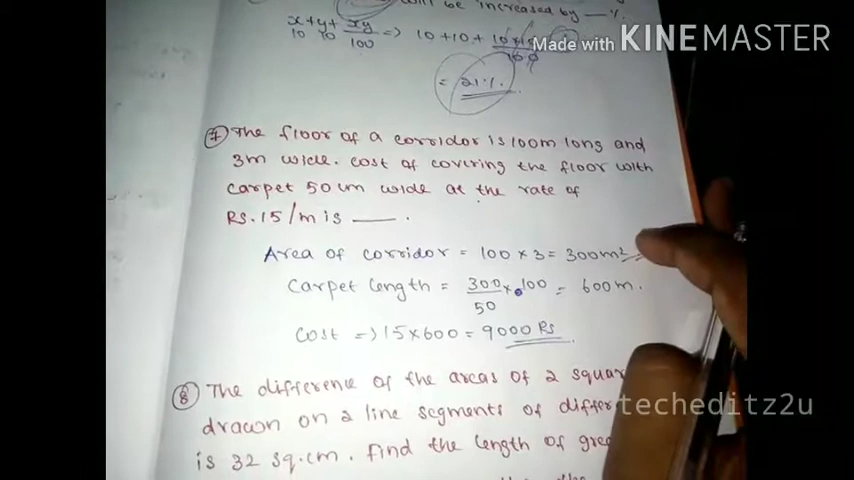 be increased by — %.
x+y+ xy/100 => 10 +10 +
10 10
= 21%.
Made with KINEMASTER
⑦ The floor of a corridor is 100m long and
3m wide. cost of covering the floor with
carpet 50 cm wide at the rate of
Rs. 15/m is —— .
Area of corridor = 100 × 3 = 300m²
Carpet length = 300/50 × 100 = 600m.
Cost => 15×600 = 9000 Rs
⑧ The difference of the areas of 2 squar
drawn on 2 line segments of differ
techeditz2u
is 32 sq.cm. Find the length of grea